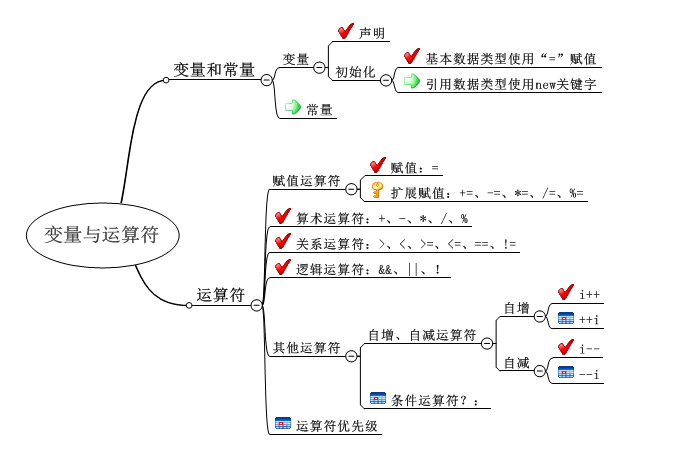 变量与运算符
变量和常量
变量
声明
初始化
基本数据类型使用“=”赋值
引用数据类型使用new关键字
常量
运算符
赋值运算符
赋值：=
扩展赋值：+=、-=、*=、/=、%=
算术运算符：+、-、*、/、%
关系运算符：>、<、>=、<=、==、!=
逻辑运算符：&&、||、！
其他运算符
自增、自减运算符
自增
i++
++i
自减
i--
--i
条件运算符？：
运算符优先级